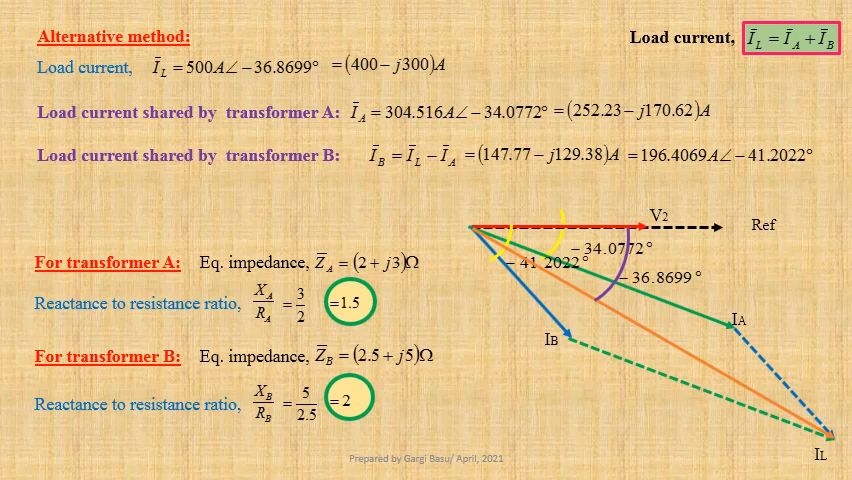 Alternative method:
Load current, Ī_L = Ī_A + Ī_B
Load current, Ī_L = 500A∠−36.8699° = (400 − j300)A
Load current shared by transformer A: Ī_A = 304.516A∠−34.0772° = (252.23 − j170.62)A
Load current shared by transformer B: Ī_B = Ī_L − Ī_A = (147.77 − j129.38)A = 196.4069A∠−41.2022°
V2
Ref
−34.0772°
−41.2022°
−36.8699°
IA
IB
IL
For transformer A: Eq. impedance, Z̅_A = (2 + j3)Ω
Reactance to resistance ratio, X_A/R_A = 3/2 =1.5
For transformer B: Eq. impedance, Z̅_B = (2.5 + j5)Ω
Reactance to resistance ratio, X_B/R_B = 5/2.5 = 2
Prepared by Gargi Basu/ April, 2021